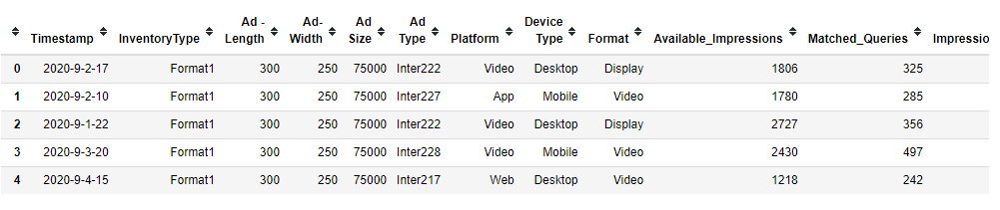 Timestamp InventoryType Ad - Length Ad- Width Ad Size Ad Type Platform Device Type Format Available_Impressions Matched_Queries Impressio
0 2020-9-2-17 Format1 300 250 75000 Inter222 Video Desktop Display 1806 325
1 2020-9-2-10 Format1 300 250 75000 Inter227 App Mobile Video 1780 285
2 2020-9-1-22 Format1 300 250 75000 Inter222 Video Desktop Display 2727 356
3 2020-9-3-20 Format1 300 250 75000 Inter228 Video Mobile Video 2430 497
4 2020-9-4-15 Format1 300 250 75000 Inter217 Web Desktop Video 1218 242